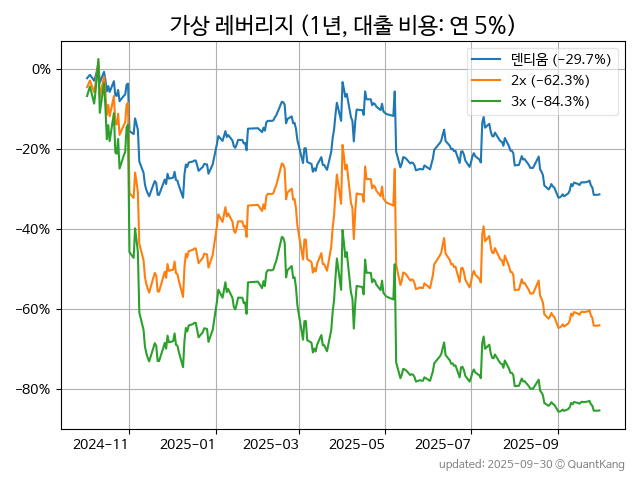 가상 레버리지 (1년, 대출 비용: 연 5%)
덴티움 (−29.7%)
2x (−62.3%)
3x (−84.3%)
0%
−20%
−40%
−60%
−80%
2024−11 2025−01 2025−03 2025−05 2025−07 2025−09
updated: 2025-09-30 © QuantKang